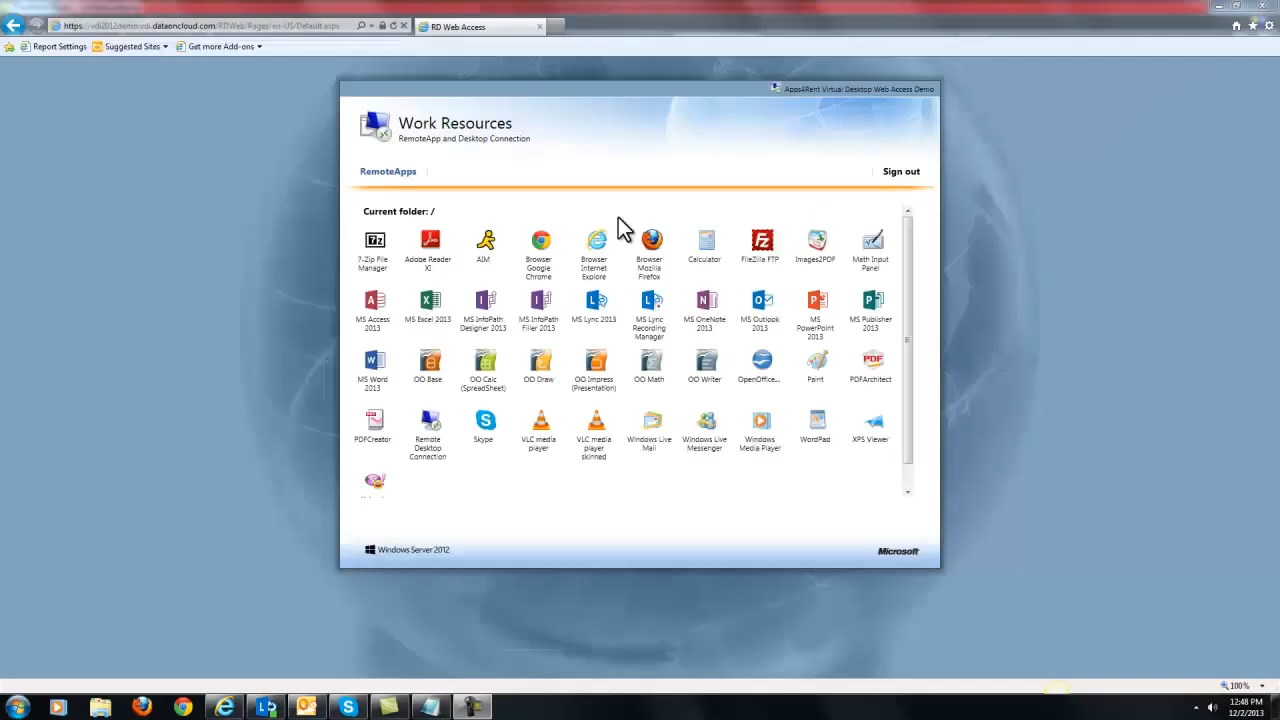 https://vdi2012demo.vdi.dataoncloud.com/RDWeb/Pages/en-US/Default.aspx
RD Web Access
Report Settings
Suggested Sites
Get more Add-ons
Apps4Rent Virtual Desktop Web Access Demo
Work Resources
RemoteApp and Desktop Connection
RemoteApps
Sign out
Current folder: /
7-Zip File Manager
Adobe Reader XI
AIM
Browser Google Chrome
Browser Internet Explore
Browser Mozilla Firefox
Calculator
FileZilla FTP
Images2PDF
Math Input Panel
MS Access 2013
MS Excel 2013
MS InfoPath Designer 2013
MS InfoPath Filler 2013
MS Lync 2013
MS Lync Recording Manager
MS OneNote 2013
MS Outlook 2013
MS PowerPoint 2013
MS Publisher 2013
MS Word 2013
OO Base
OO Calc (SpreadSheet)
OO Draw
OO Impress (Presentation)
OO Math
OO Writer
OpenOffice...
Paint
PDFArchitect
PDFCreator
Remote Desktop Connection
Skype
VLC media player
VLC media player skinned
Windows Live Mail
Windows Live Messenger
Windows Media Player
WordPad
XPS Viewer
Windows Server 2012
Microsoft
100%
12:48 PM
12/2/2013